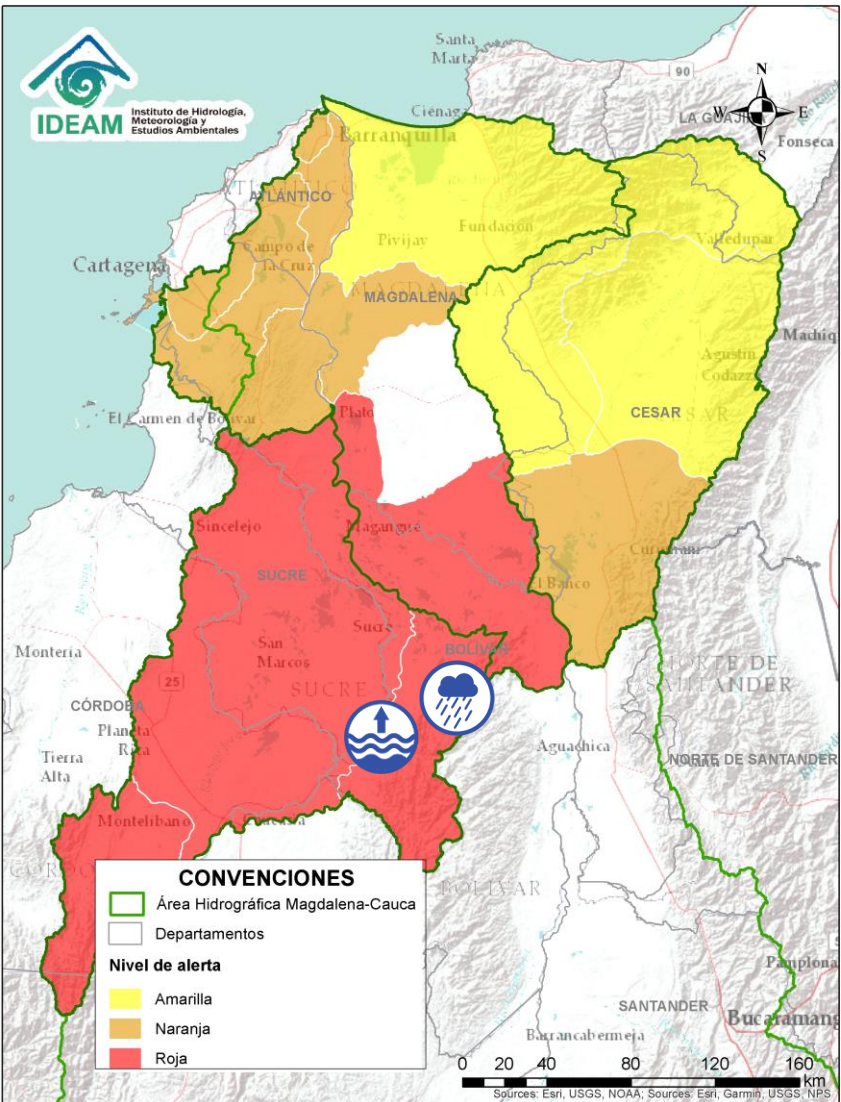 IDEAM
Instituto de Hidrología,
Meteorología y
Estudios Ambientales
Santa
Marta
90
N
W
E
S
Ciénaga
LA GUAJIRA
Fonseca
Barranquilla
ATLÁNTICO
Fundación
Pivijay
Valledupar
Campo de
la Cruz
Cartagena
MAGDALENA
MAGDALENA
Agustín
Codazzi
El Carmen de Bolívar
Plato
CESAR
CESAR
Sincelejo
Magangué
Curumaní
El Banco
SUCRE
Sucre
BOLÍVAR
Montería
San
Marcos
25
SUCRE
NORTE DE
SANTANDER
CÓRDOBA
Planeta
Rica
Tierra
Alta
Aguachica
NORTE DE SANTANDER
Montelíbano
BOLÍVAR
CONVENCIONES
Área Hidrográfica Magdalena-Cauca
Departamentos
Nivel de alerta
Amarilla
Naranja
Roja
Pamplona
SANTANDER
Bucaramang
Barrancabermeja
0 20 40 80 120 160
km
Sources: Esri, USGS, NOAA; Sources: Esri, Garmin, USGS, NPS